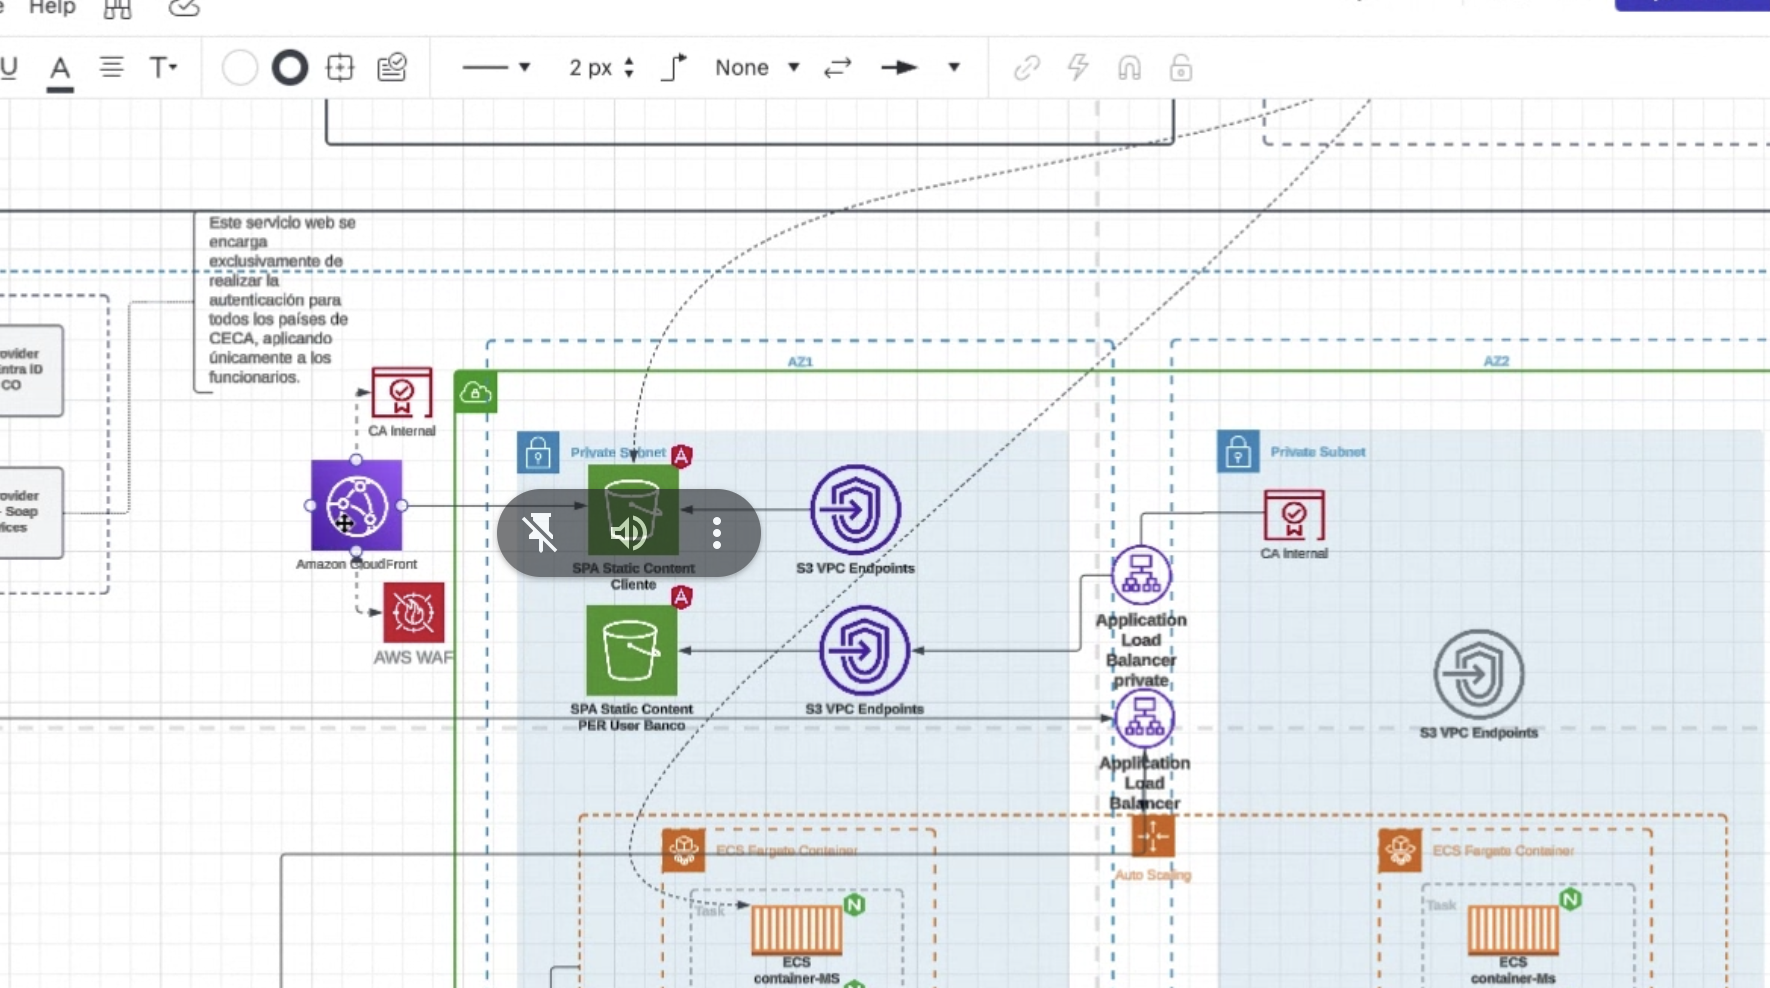 Help
U
A
T
2 px
None
Este servicio web se
encarga
exclusivamente de
realizar la
autenticación para
todos los países de
CECA, aplicando
únicamente a los
funcionarios.
ovider
ntra ID
CO
ovider
Soap
ices
CA Internal
Amazon CloudFront
AWS WAF
AZ1
AZ2
Private Subnet
A
SPA Static Content
Cliente
S3 VPC Endpoints
A
SPA Static Content
PER User Banco
S3 VPC Endpoints
Application
Load
Balancer
private
Application
Load
Balancer
Auto Scaling
Private Subnet
CA Internal
S3 VPC Endpoints
ECS Fargate Container
Task
N
ECS
container-MS
ECS Fargate Container
Task
N
ECS
container-Ms